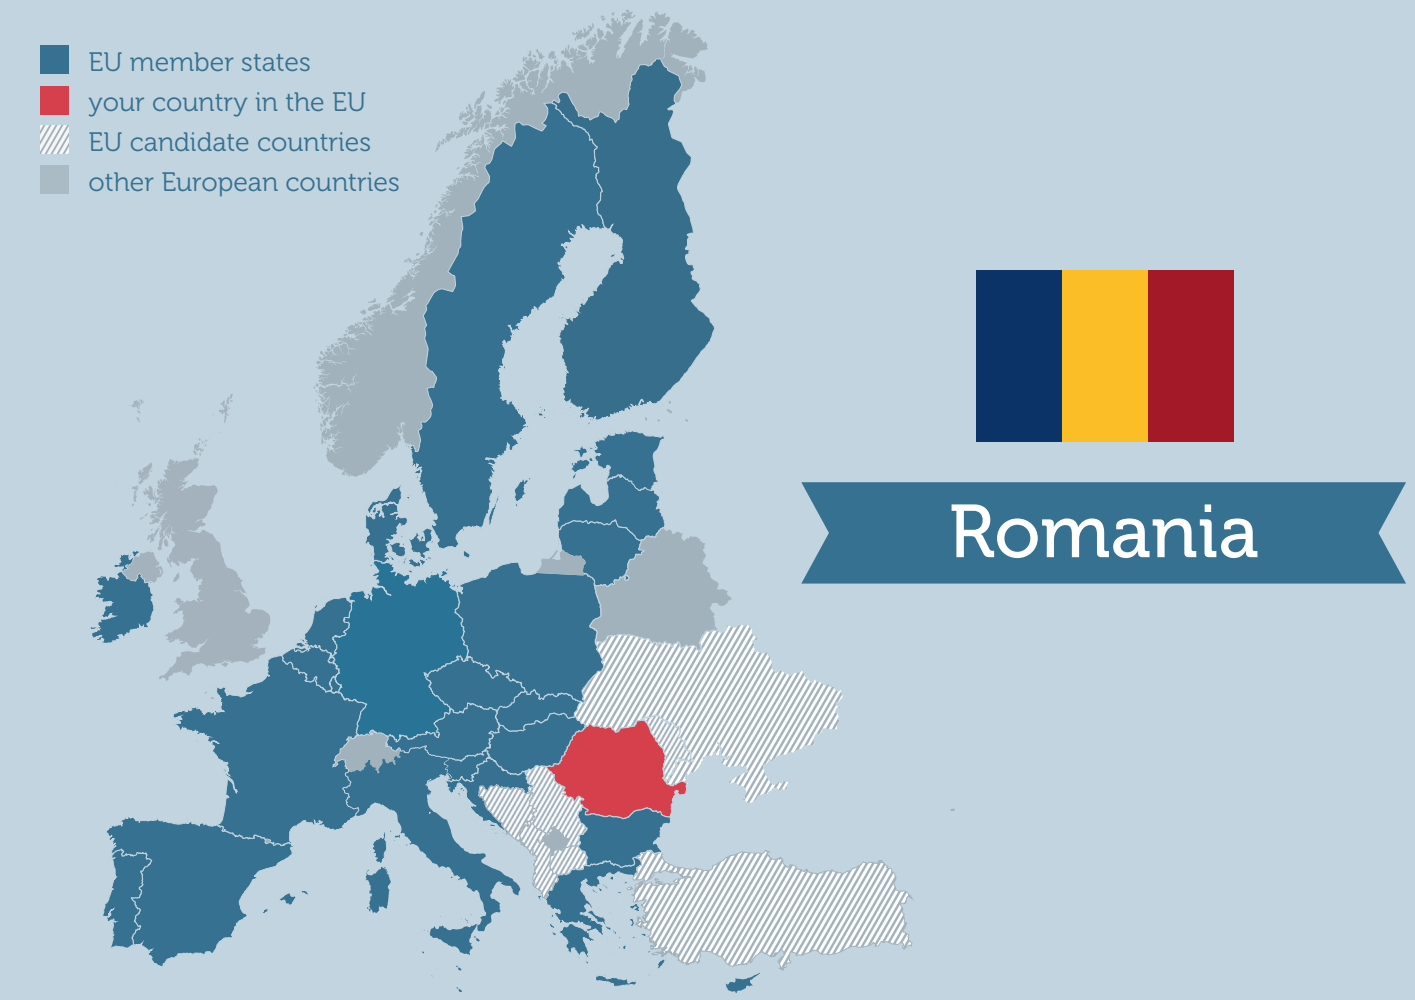 EU member states
your country in the EU
EU candidate countries
other European countries
Romania